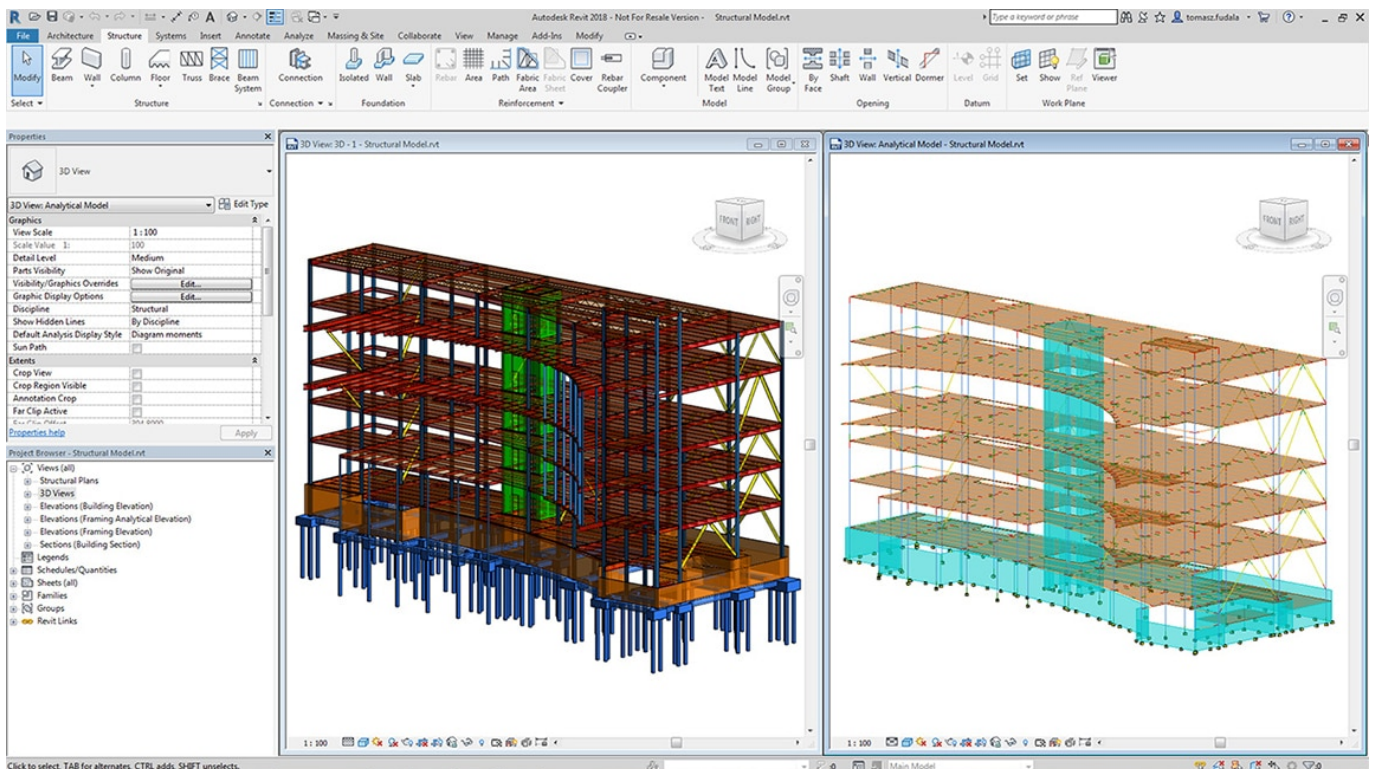 Autodesk Revit 2018 - Not For Resale Version - Structural Model.rvt
Type a keyword or phrase
tomasz.fudala
File Architecture Structure Systems Insert Annotate Analyze Massing & Site Collaborate View Manage Add-Ins Modify
Modify Beam Wall Column Floor Truss Brace Beam System Connection Isolated Wall Slab Rebar Area Path Fabric Area Fabric Sheet Cover Rebar Coupler Component Model Text Model Line Model Group By Face Shaft Wall Vertical Dormer Level Grid Set Show Ref Plane Viewer
Select Structure Connection Foundation Reinforcement Model Opening Datum Work Plane
Properties
3D View
3D View: Analytical Model Edit Type
Graphics
View Scale 1 : 100
Scale Value 1: 100
Detail Level Medium
Parts Visibility Show Original
Visibility/Graphics Overrides Edit...
Graphic Display Options Edit...
Discipline Structural
Show Hidden Lines By Discipline
Default Analysis Display Style Diagram moments
Sun Path
Extents
Crop View
Crop Region Visible
Annotation Crop
Far Clip Active
Far Clip Offset 304.8000
Properties help Apply
Project Browser - Structural Model.rvt
Views (all)
Structural Plans
3D Views
Elevations (Building Elevation)
Elevations (Framing Analytical Elevation)
Elevations (Framing Elevation)
Sections (Building Section)
Legends
Schedules/Quantities
Sheets (all)
Families
Groups
Revit Links
3D View: 3D - 1 - Structural Model.rvt
FRONT RIGHT
1 : 100
3D View: Analytical Model - Structural Model.rvt
FRONT RIGHT
1 : 100
Click to select, TAB for alternates, CTRL adds, SHIFT unselects.
:0 Main Model
:0